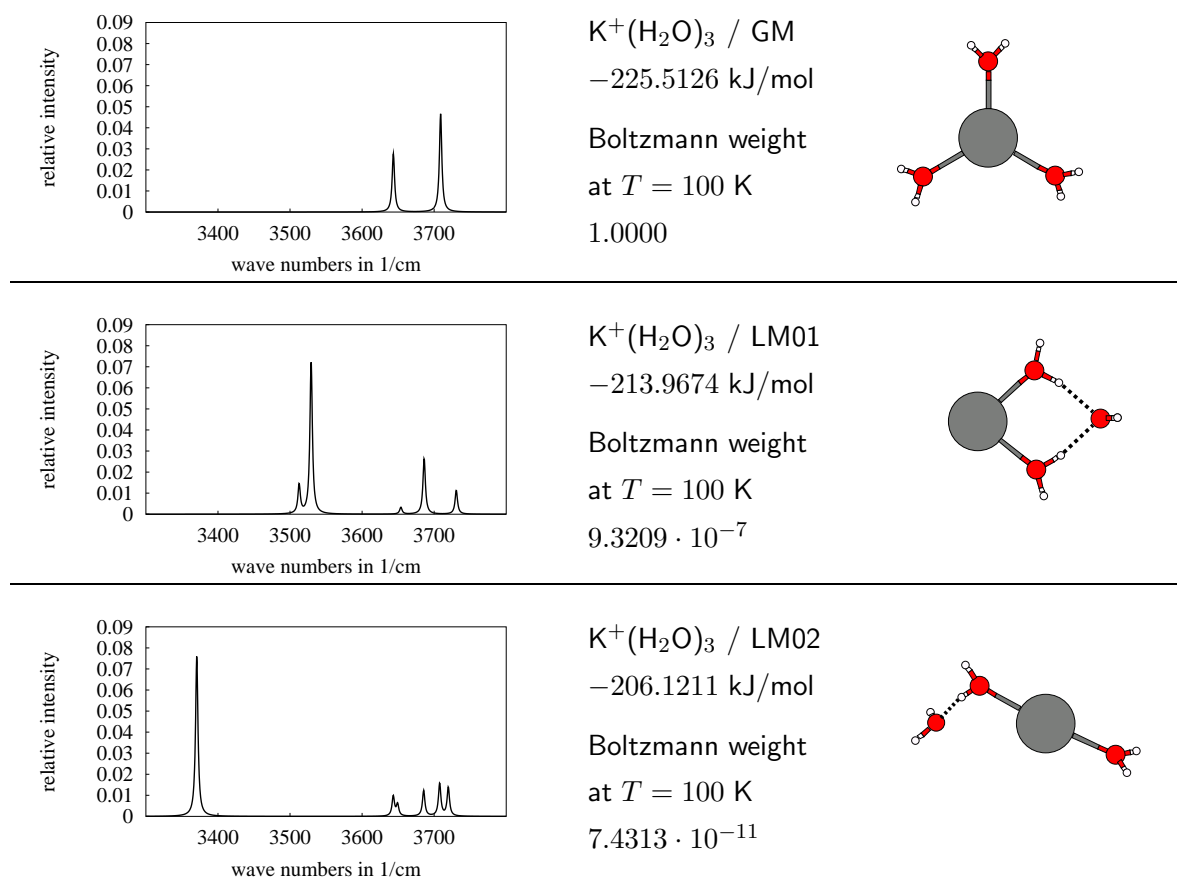 0.09
0.08
0.07
0.06
0.05
0.04
0.03
0.02
0.01
0
relative intensity
3400 3500 3600 3700
wave numbers in 1/cm
K⁺(H₂O)₃ / GM
−225.5126 kJ/mol
Boltzmann weight
at T = 100 K
1.0000
0.09
0.08
0.07
0.06
0.05
0.04
0.03
0.02
0.01
0
relative intensity
3400 3500 3600 3700
wave numbers in 1/cm
K⁺(H₂O)₃ / LM01
−213.9674 kJ/mol
Boltzmann weight
at T = 100 K
9.3209 · 10⁻⁷
0.09
0.08
0.07
0.06
0.05
0.04
0.03
0.02
0.01
0
relative intensity
3400 3500 3600 3700
wave numbers in 1/cm
K⁺(H₂O)₃ / LM02
−206.1211 kJ/mol
Boltzmann weight
at T = 100 K
7.4313 · 10⁻¹¹